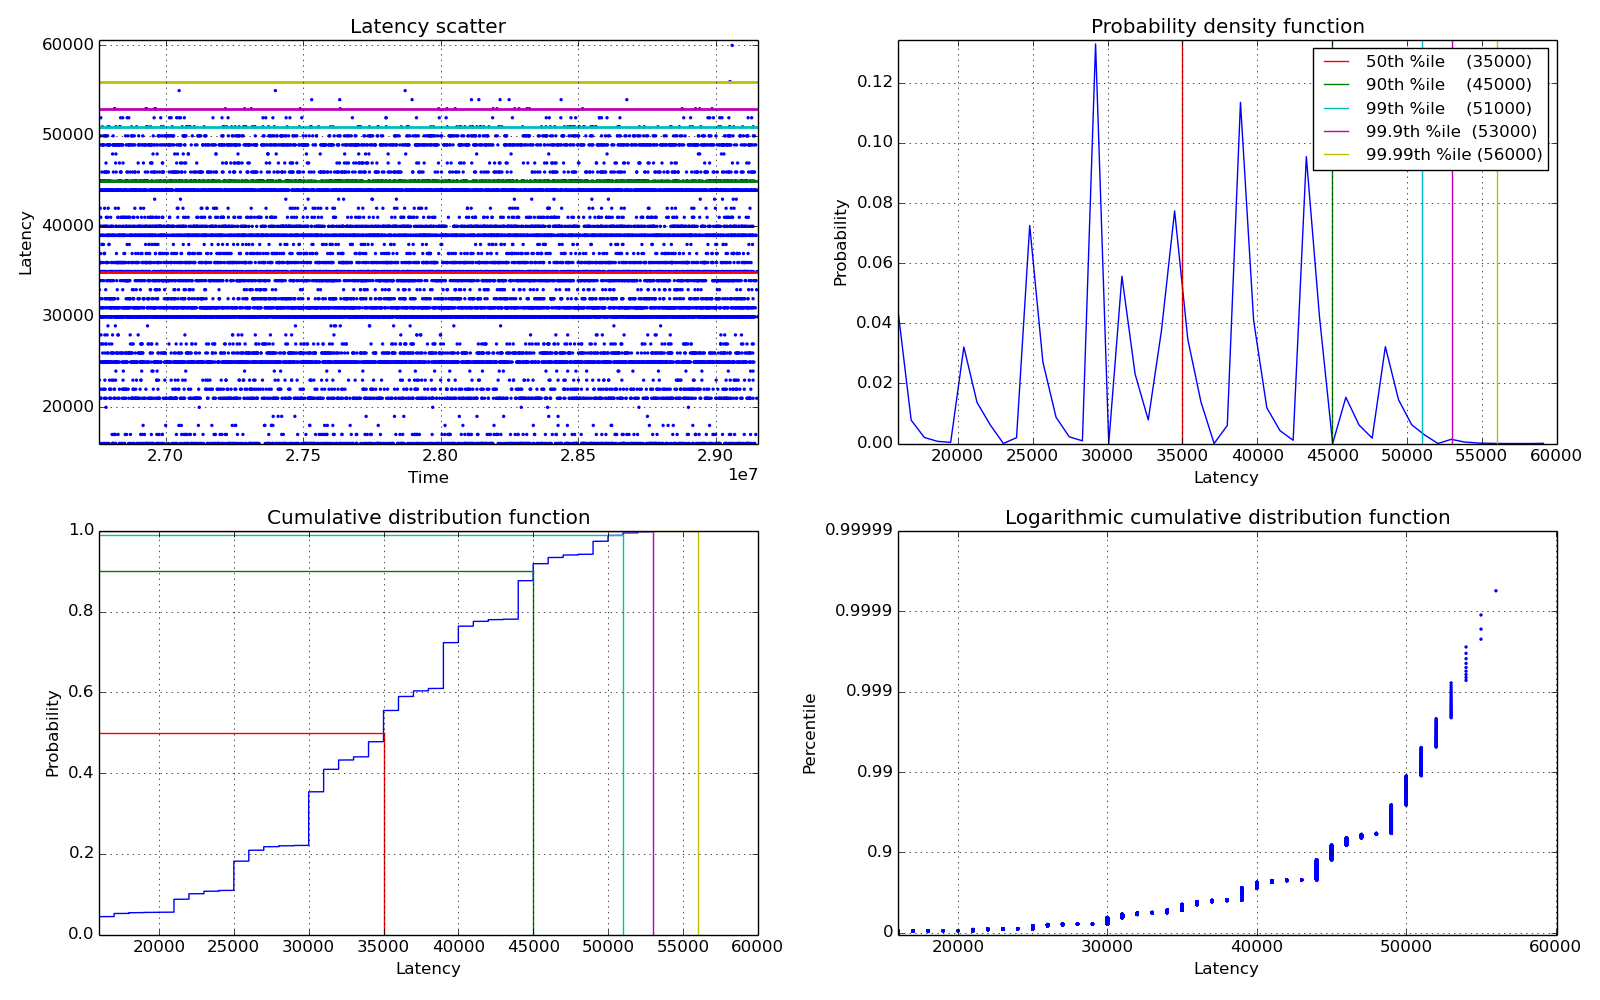 Latency scatter
60000
50000
40000
30000
20000
Latency
2.70
2.75
2.80
2.85
2.90
1e7
Time
Probability density function
0.12
0.10
0.08
0.06
0.04
0.02
0.00
Probability
50th %ile (35000)
90th %ile (45000)
99th %ile (51000)
99.9th %ile (53000)
99.99th %ile (56000)
20000
25000
30000
35000
40000
45000
50000
55000
60000
Latency
Cumulative distribution function
1.0
0.8
0.6
0.4
0.2
0.0
Probability
20000
25000
30000
35000
40000
45000
50000
55000
60000
Latency
Logarithmic cumulative distribution function
0.99999
0.9999
0.999
0.99
0.9
0
Percentile
20000
30000
40000
50000
60000
Latency